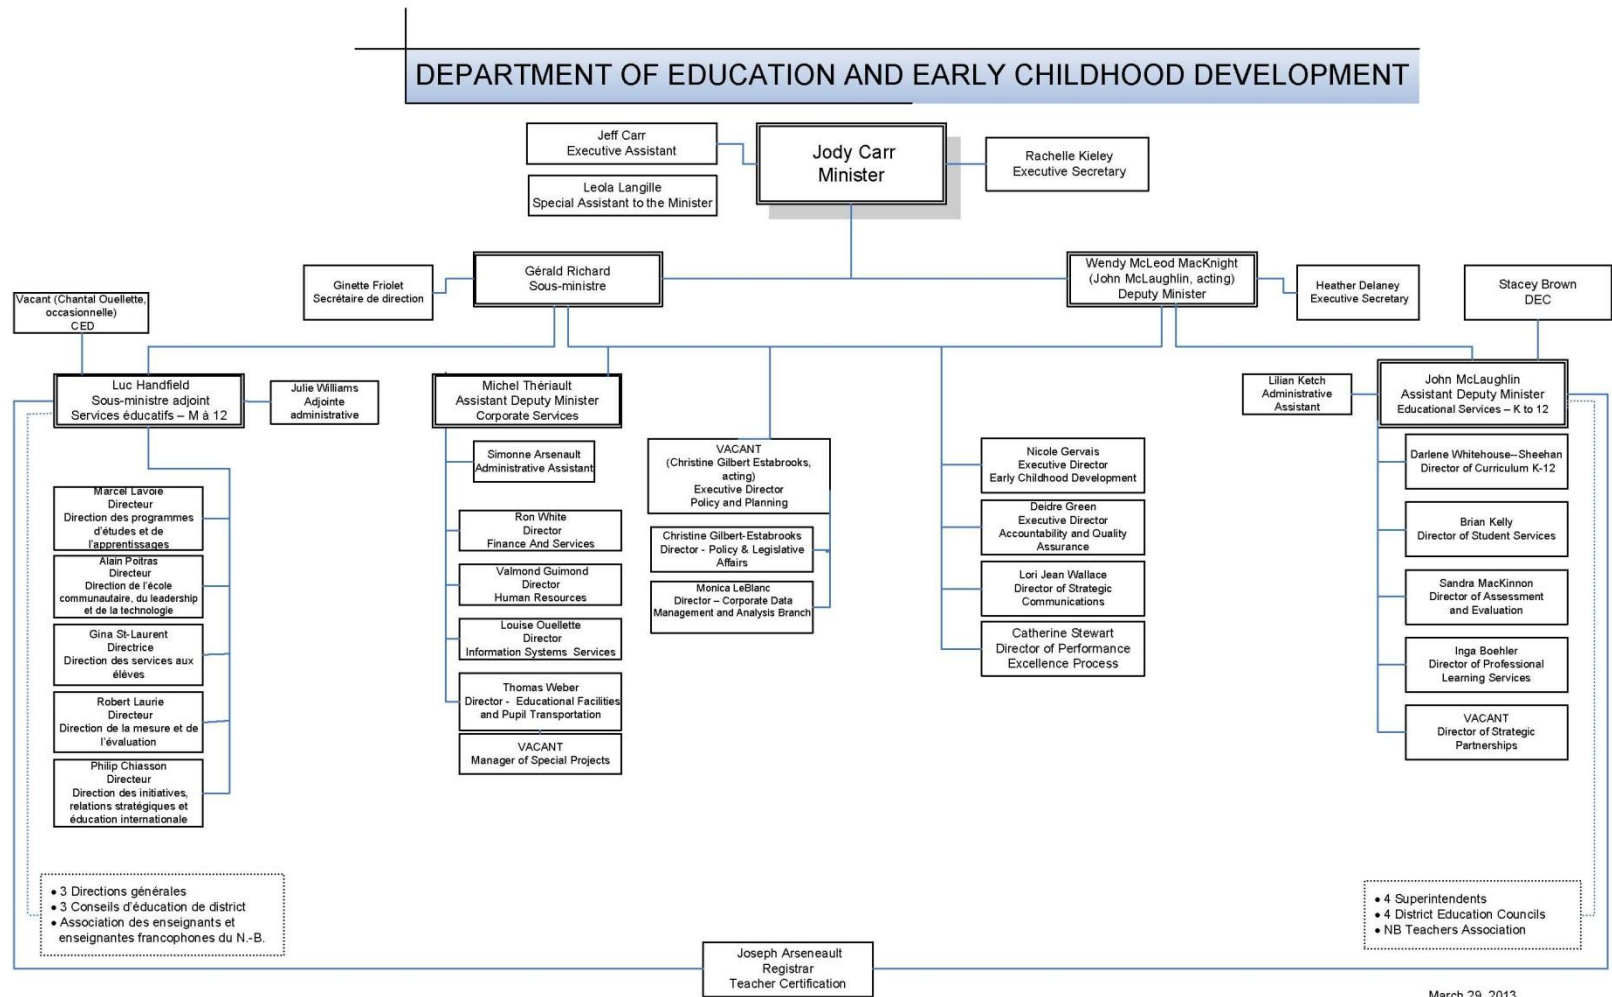 DEPARTMENT OF EDUCATION AND EARLY CHILDHOOD DEVELOPMENT
Jeff Carr
Executive Assistant
Leola Langille
Special Assistant to the Minister
Jody Carr
Minister
Rachelle Kieley
Executive Secretary
Ginette Friolet
Secrétaire de direction
Gérald Richard
Sous-ministre
Wendy McLeod MacKnight
(John McLaughlin, acting)
Deputy Minister
Heather Delaney
Executive Secretary
Stacey Brown
DEC
Vacant (Chantal Ouellette,
occasionnelle)
CED
Luc Handfield
Sous-ministre adjoint
Services éducatifs – M à 12
Julie Williams
Adjointe
administrative
Michel Thériault
Assistant Deputy Minister
Corporate Services
Lilian Ketch
Administrative
Assistant
John McLaughlin
Assistant Deputy Minister
Educational Services – K to 12
Marcel Lavoie
Directeur
Direction des programmes
d'études et de
l'apprentissages
Alain Poitras
Directeur
Direction de l'école
communautaire, du leadership
et de la technologie
Gina St-Laurent
Directrice
Direction des services aux
élèves
Robert Laurie
Directeur
Direction de la mesure et de
l'évaluation
Philip Chiasson
Directeur
Direction des initiatives,
relations stratégiques et
éducation internationale
Simonne Arsenault
Administrative Assistant
Ron White
Director
Finance And Services
Valmond Guimond
Director
Human Resources
Louise Ouellette
Director
Information Systems Services
Thomas Weber
Director - Educational Facilities
and Pupil Transportation
VACANT
Manager of Special Projects
VACANT
(Christine Gilbert Estabrooks,
acting)
Executive Director
Policy and Planning
Christine Gilbert-Estabrooks
Director - Policy & Legislative
Affairs
Monica LeBlanc
Director – Corporate Data
Management and Analysis Branch
Nicole Gervais
Executive Director
Early Childhood Development
Deidre Green
Executive Director
Accountability and Quality
Assurance
Lori Jean Wallace
Director of Strategic
Communications
Catherine Stewart
Director of Performance
Excellence Process
Darlene Whitehouse--Sheehan
Director of Curriculum K-12
Brian Kelly
Director of Student Services
Sandra MacKinnon
Director of Assessment
and Evaluation
Inga Boehler
Director of Professional
Learning Services
VACANT
Director of Strategic
Partnerships
• 3 Directions générales
• 3 Conseils d'éducation de district
• Association des enseignants et
enseignantes francophones du N.-B.
• 4 Superintendents
• 4 District Education Councils
• NB Teachers Association
Joseph Arseneault
Registrar
Teacher Certification
March 29, 2013